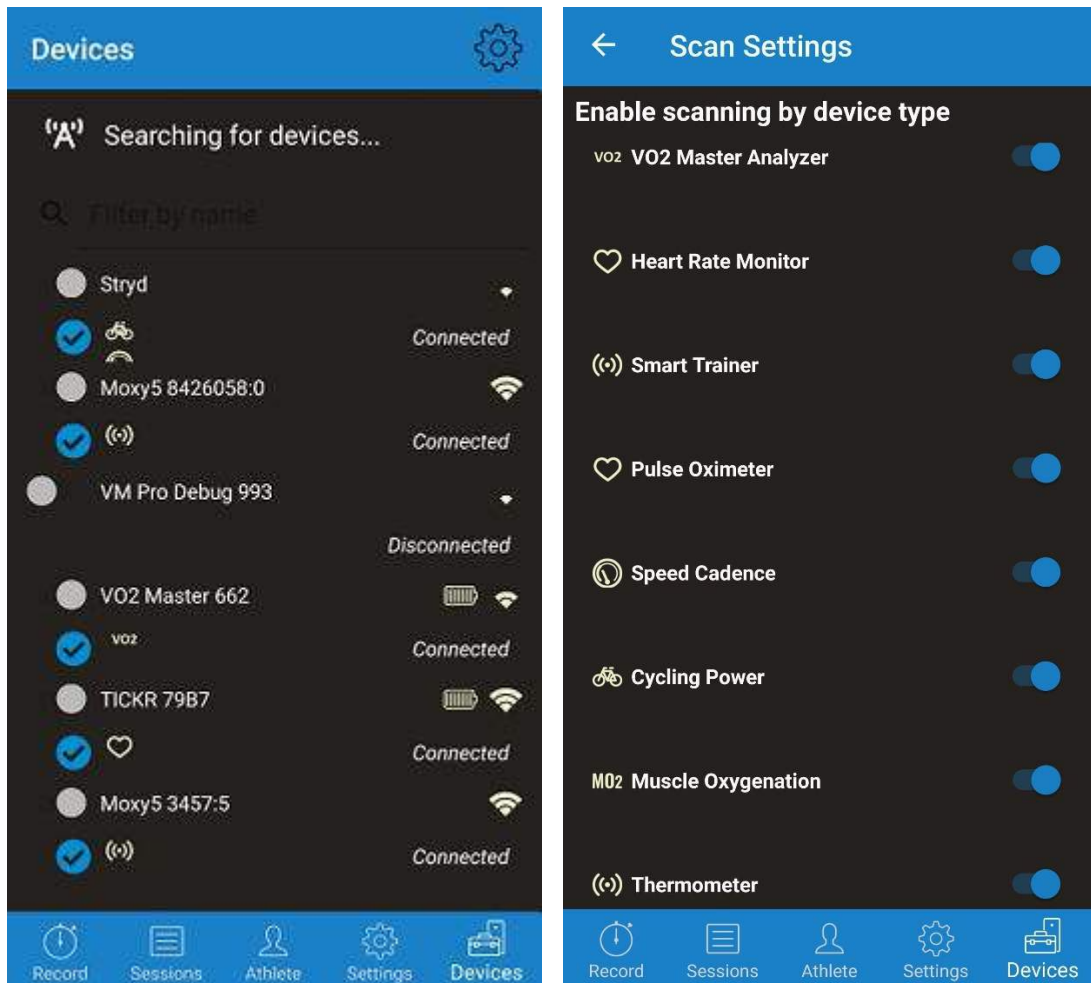 Devices
Searching for devices...
Filter by name
Stryd
Connected
Moxy5 8426058:0
Connected
VM Pro Debug 993
Disconnected
VO2 Master 662
VO2
Connected
TICKR 79B7
Connected
Moxy5 3457:5
Connected
Record Sessions Athlete Settings Devices
Scan Settings
Enable scanning by device type
VO2 VO2 Master Analyzer
Heart Rate Monitor
Smart Trainer
Pulse Oximeter
Speed Cadence
Cycling Power
MO2 Muscle Oxygenation
Thermometer
Record Sessions Athlete Settings Devices